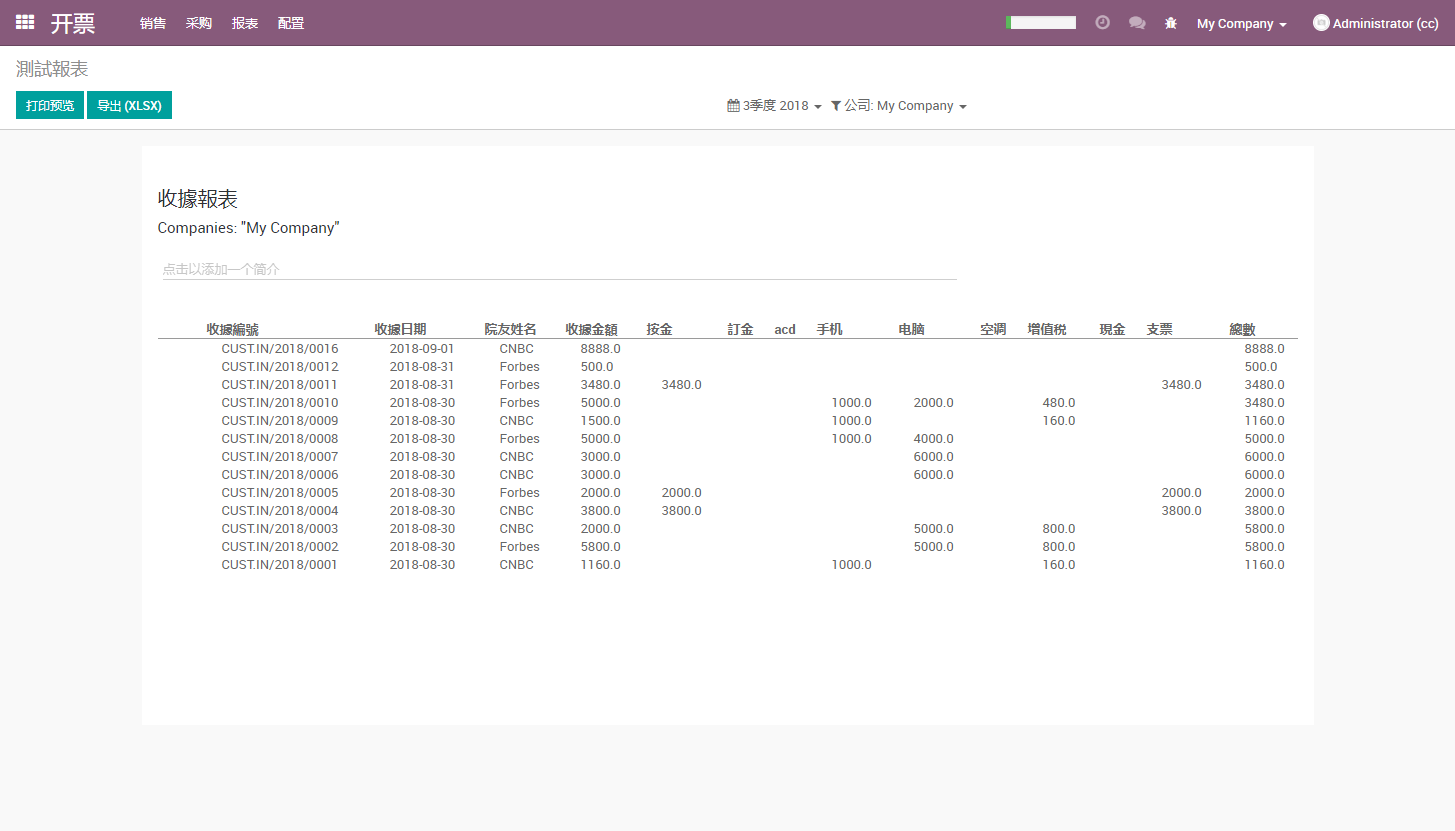 开票 销售 采购 报表 配置 My Company Administrator (cc)
測試報表
打印预览 导出 (XLSX) 3季度 2018 公司: My Company
收據報表
Companies: "My Company"
点击以添加一个简介
收據編號 收據日期 院友姓名 收據金額 按金 訂金 acd 手机 电脑 空调 增值税 現金 支票 總數
CUST.IN/2018/0016 2018-09-01 CNBC 8888.0 8888.0
CUST.IN/2018/0012 2018-08-31 Forbes 500.0 500.0
CUST.IN/2018/0011 2018-08-31 Forbes 3480.0 3480.0 3480.0 3480.0
CUST.IN/2018/0010 2018-08-30 Forbes 5000.0 1000.0 2000.0 480.0 3480.0
CUST.IN/2018/0009 2018-08-30 CNBC 1500.0 1000.0 160.0 1160.0
CUST.IN/2018/0008 2018-08-30 Forbes 5000.0 1000.0 4000.0 5000.0
CUST.IN/2018/0007 2018-08-30 CNBC 3000.0 6000.0 6000.0
CUST.IN/2018/0006 2018-08-30 CNBC 3000.0 6000.0 6000.0
CUST.IN/2018/0005 2018-08-30 Forbes 2000.0 2000.0 2000.0 2000.0
CUST.IN/2018/0004 2018-08-30 CNBC 3800.0 3800.0 3800.0 3800.0
CUST.IN/2018/0003 2018-08-30 CNBC 2000.0 5000.0 800.0 5800.0
CUST.IN/2018/0002 2018-08-30 Forbes 5800.0 5000.0 800.0 5800.0
CUST.IN/2018/0001 2018-08-30 CNBC 1160.0 1000.0 160.0 1160.0